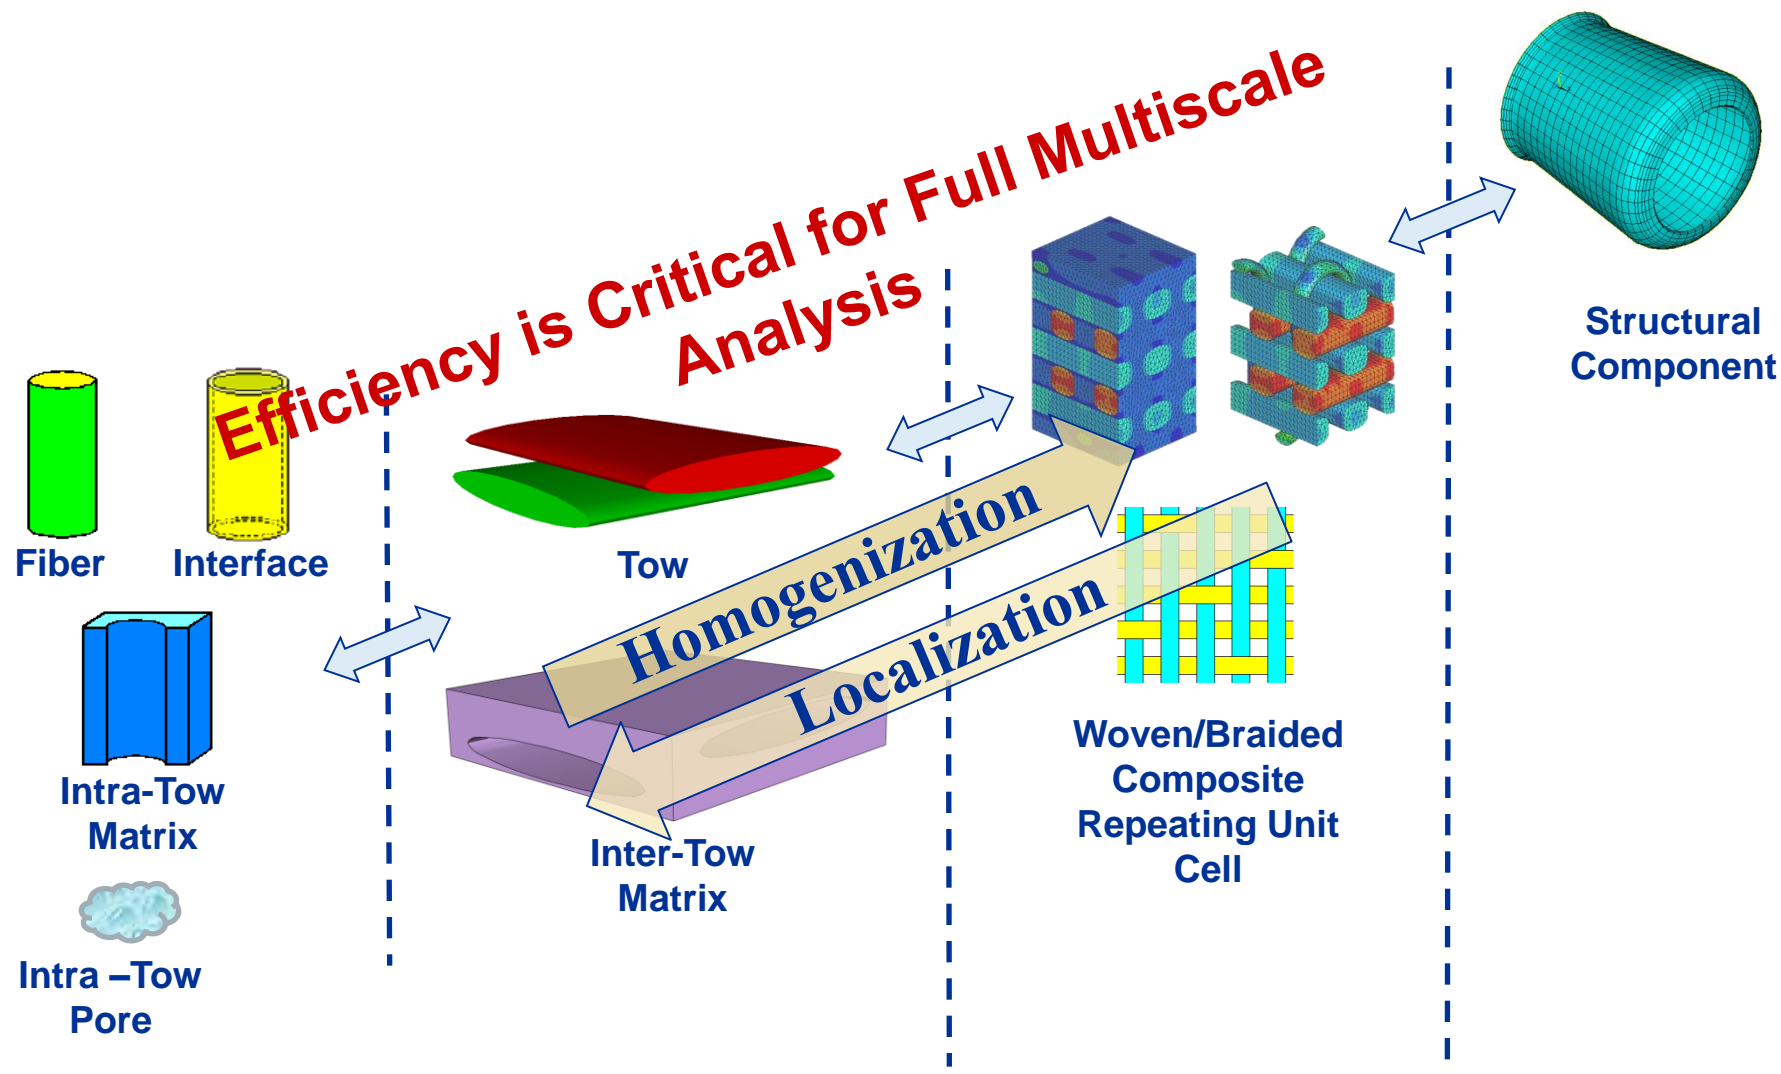 Efficiency is Critical for Full Multiscale
Analysis
Structural
Component
Fiber
Interface
Tow
Homogenization
Localization
Intra-Tow
Matrix
Inter-Tow
Matrix
Woven/Braided
Composite
Repeating Unit
Cell
Intra –Tow
Pore